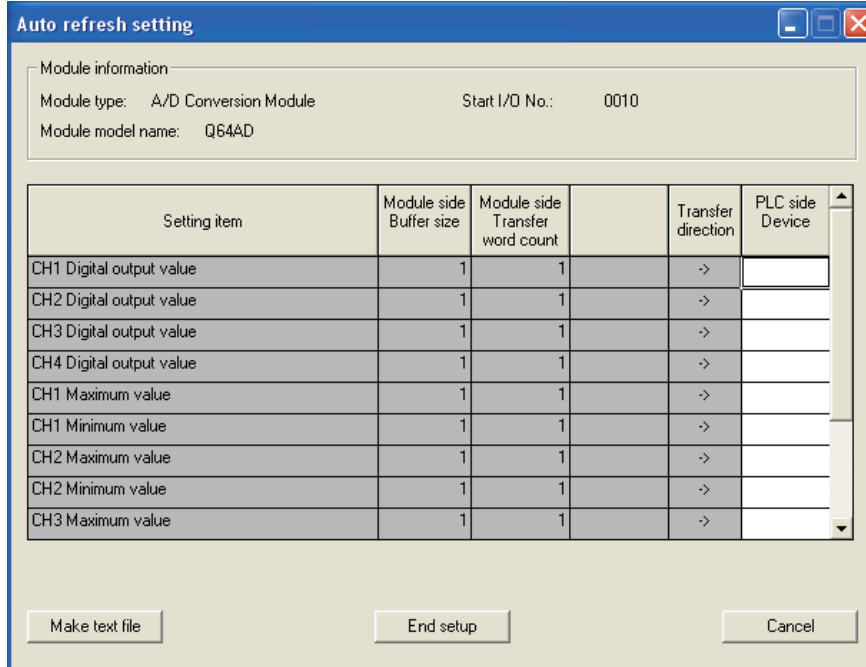 Auto refresh setting
Module information
Module type: A/D Conversion Module Start I/O No.: 0010
Module model name: Q64AD
Setting item Module side Buffer size Module side Transfer word count Transfer direction PLC side Device
CH1 Digital output value 1 1 ->
CH2 Digital output value 1 1 ->
CH3 Digital output value 1 1 ->
CH4 Digital output value 1 1 ->
CH1 Maximum value 1 1 ->
CH1 Minimum value 1 1 ->
CH2 Maximum value 1 1 ->
CH2 Minimum value 1 1 ->
CH3 Maximum value 1 1 ->
Make text file End setup Cancel